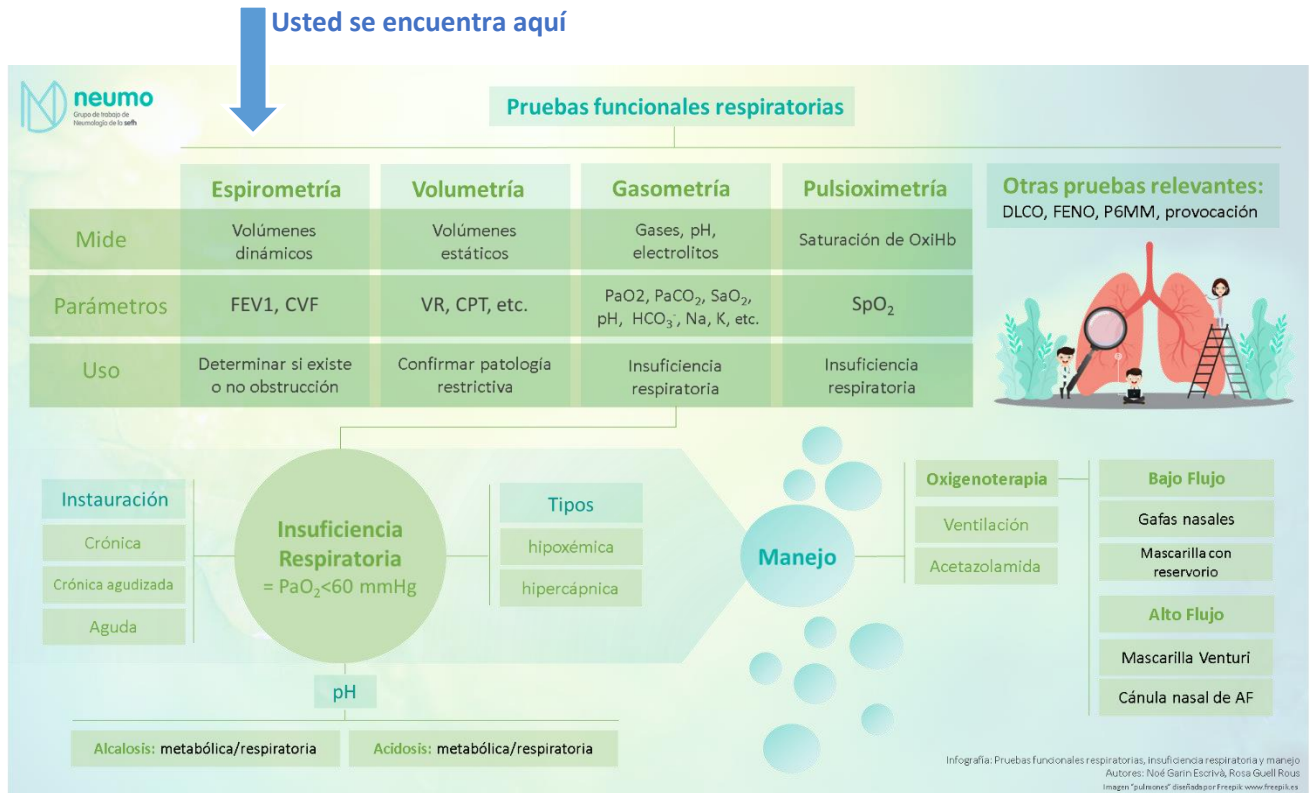 Usted se encuentra aquí
neumo
Grupo de trabajo de
Neumología de la sefh
Pruebas funcionales respiratorias
Espirometría
Volumetría
Gasometría
Pulsioximetría
Mide
Volúmenes
dinámicos
Volúmenes
estáticos
Gases, pH,
electrolitos
Saturación de OxiHb
Parámetros
FEV1, CVF
VR, CPT, etc.
PaO2, PaCO₂, SaO₂,
pH, HCO₃⁻, Na, K, etc.
SpO₂
Uso
Determinar si existe
o no obstrucción
Confirmar patología
restrictiva
Insuficiencia
respiratoria
Insuficiencia
respiratoria
Otras pruebas relevantes:
DLCO, FENO, P6MM, provocación
Instauración
Crónica
Crónica agudizada
Aguda
Insuficiencia
Respiratoria
= PaO₂<60 mmHg
Tipos
hipoxémica
hipercápnica
pH
Alcalosis: metabólica/respiratoria
Acidosis: metabólica/respiratoria
Manejo
Oxigenoterapia
Ventilación
Acetazolamida
Bajo Flujo
Gafas nasales
Mascarilla con
reservorio
Alto Flujo
Mascarilla Venturi
Cánula nasal de AF
Infografía: Pruebas funcionales respiratorias, insuficiencia respiratoria y manejo
Autores: Noé Garin Escrivà, Rosa Guell Rous
Imagen "pulmones" diseñada por Freepik www.freepik.es